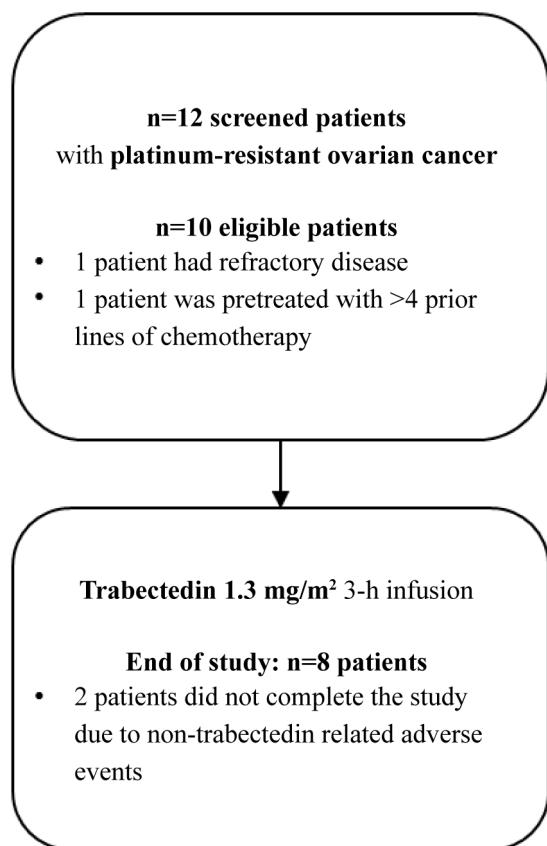 n=12 screened patients
with platinum-resistant ovarian cancer
n=10 eligible patients
• 1 patient had refractory disease
• 1 patient was pretreated with >4 prior
lines of chemotherapy
Trabectedin 1.3 mg/m² 3-h infusion
End of study: n=8 patients
• 2 patients did not complete the study
due to non-trabectedin related adverse
events